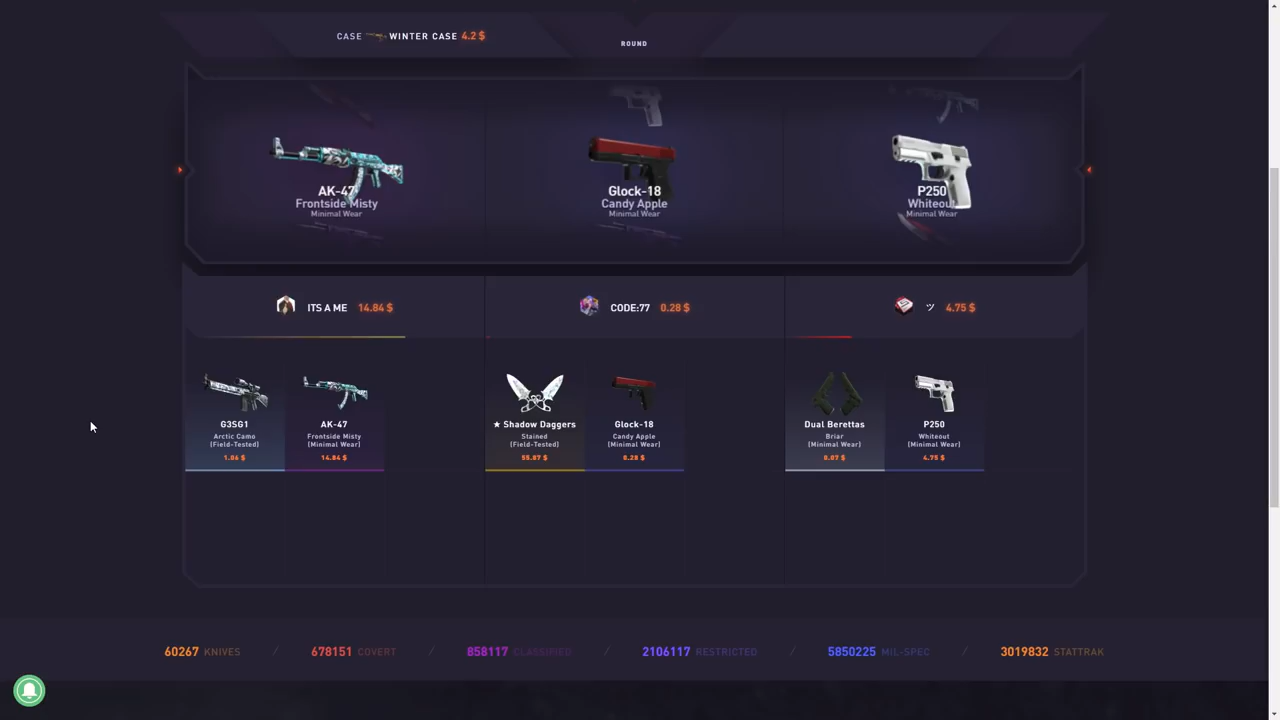 CASE WINTER CASE 4.2 $
ROUND
AK-47
Frontside Misty
Minimal Wear
Glock-18
Candy Apple
Minimal Wear
P250
Whiteout
Minimal Wear
ITS A ME 14.84 $
CODE:77 0.28 $
ツ 4.75 $
G3SG1
Arctic Camo
(Field-Tested)
1.04 $
AK-47
Frontside Misty
(Minimal Wear)
14.84 $
★ Shadow Daggers
Stained
(Field-Tested)
55.87 $
Glock-18
Candy Apple
(Minimal Wear)
0.28 $
Dual Berettas
Briar
(Minimal Wear)
0.07 $
P250
Whiteout
(Minimal Wear)
4.75 $
60267 KNIVES / 678151 COVERT / 858117 CLASSIFIED / 2106117 RESTRICTED / 5850225 MIL-SPEC / 3019832 STATTRAK